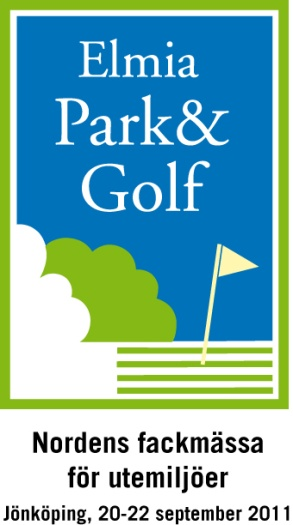 Elmia
Park&
Golf
Nordens fackmässa
för utemiljöer
Jönköping, 20-22 september 2011